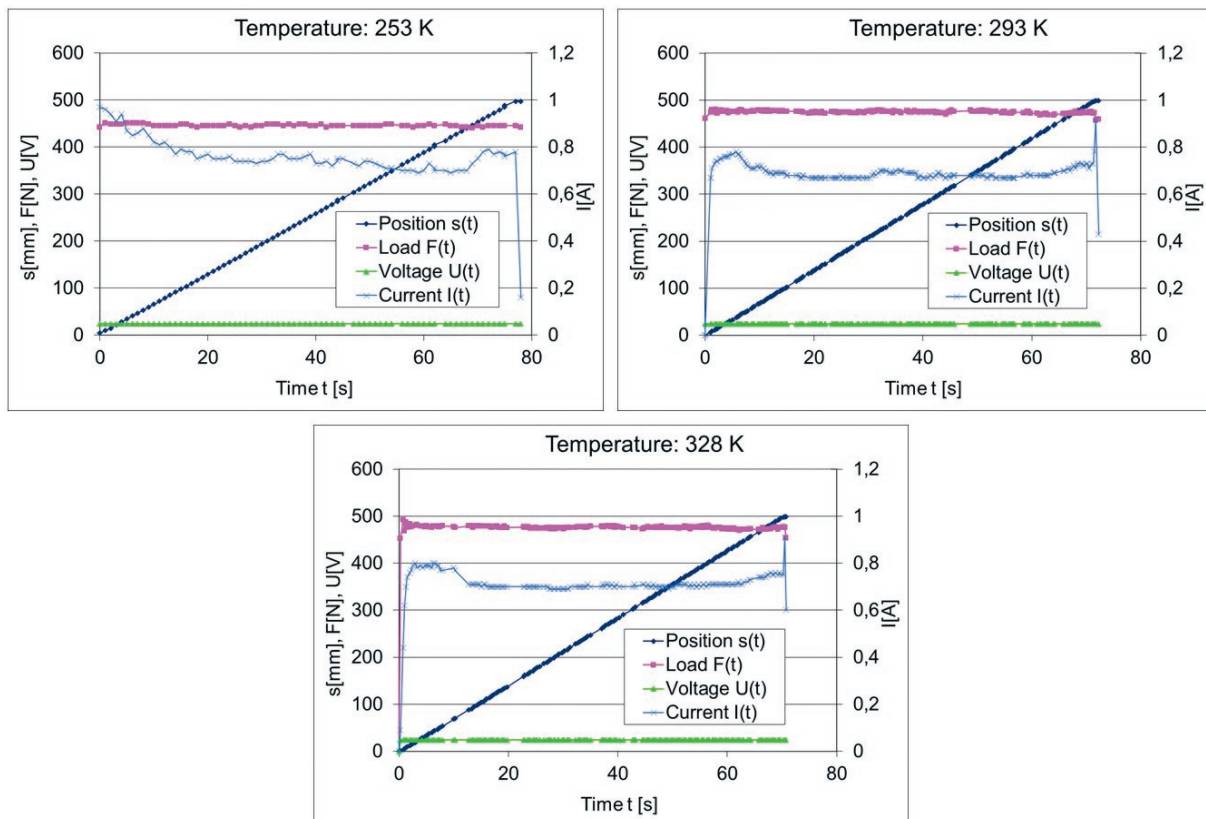 Temperature: 253 K
600
500
400
300
200
100
0
s[mm], F[N], U[V]
1,2
1
0,8
0,6
0,4
0,2
0
I[A]
Position s(t)
Load F(t)
Voltage U(t)
Current I(t)
0 20 40 60 80
Time t [s]
Temperature: 293 K
600
500
400
300
200
100
0
s[mm], F[N], U[V]
1,2
1
0,8
0,6
0,4
0,2
0
I[A]
Position s(t)
Load F(t)
Voltage U(t)
Current I(t)
0 20 40 60 80
Time t [s]
Temperature: 328 K
600
500
400
300
200
100
0
s[mm], F[N], U[V]
1,2
1
0,8
0,6
0,4
0,2
0
I[A]
Position s(t)
Load F(t)
Voltage U(t)
Current I(t)
0 20 40 60 80
Time t [s]